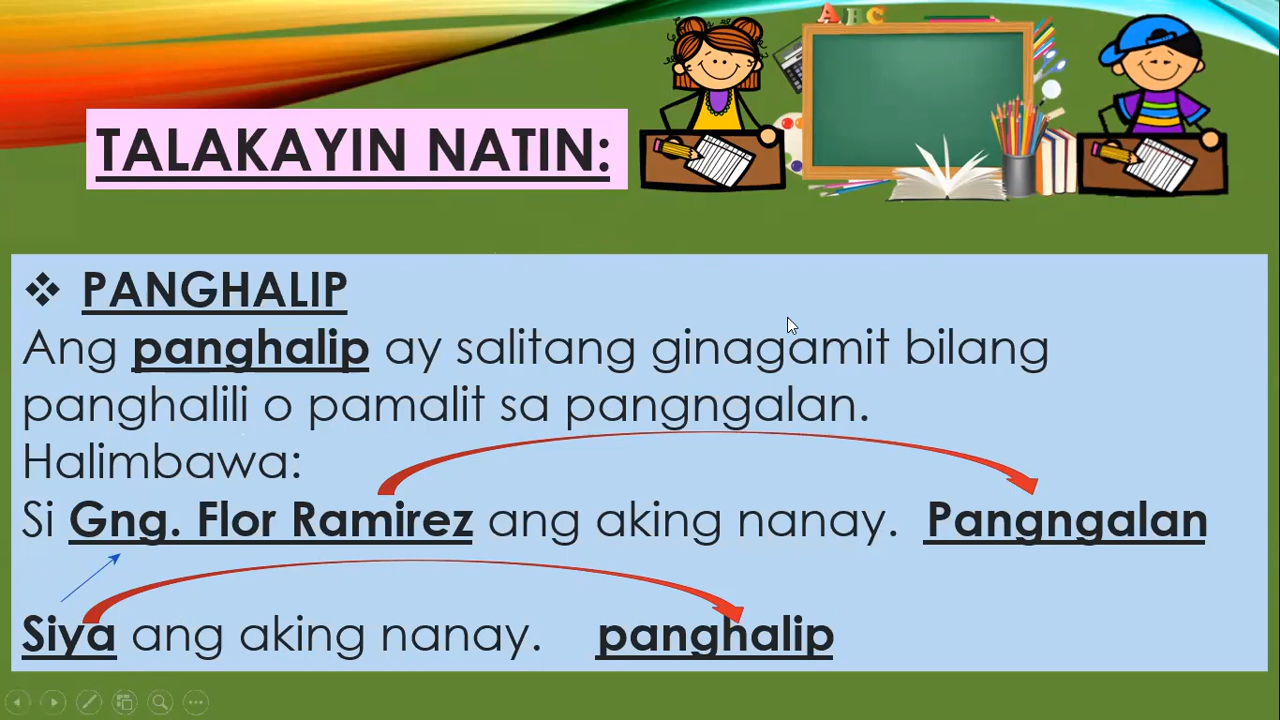 ABC
TALAKAYIN NATIN:
❖ PANGHALIP
Ang panghalip ay salitang ginagamit bilang
panghalili o pamalit sa pangngalan.
Halimbawa:
Si Gng. Flor Ramirez ang aking nanay. Pangngalan
Siya ang aking nanay. panghalip